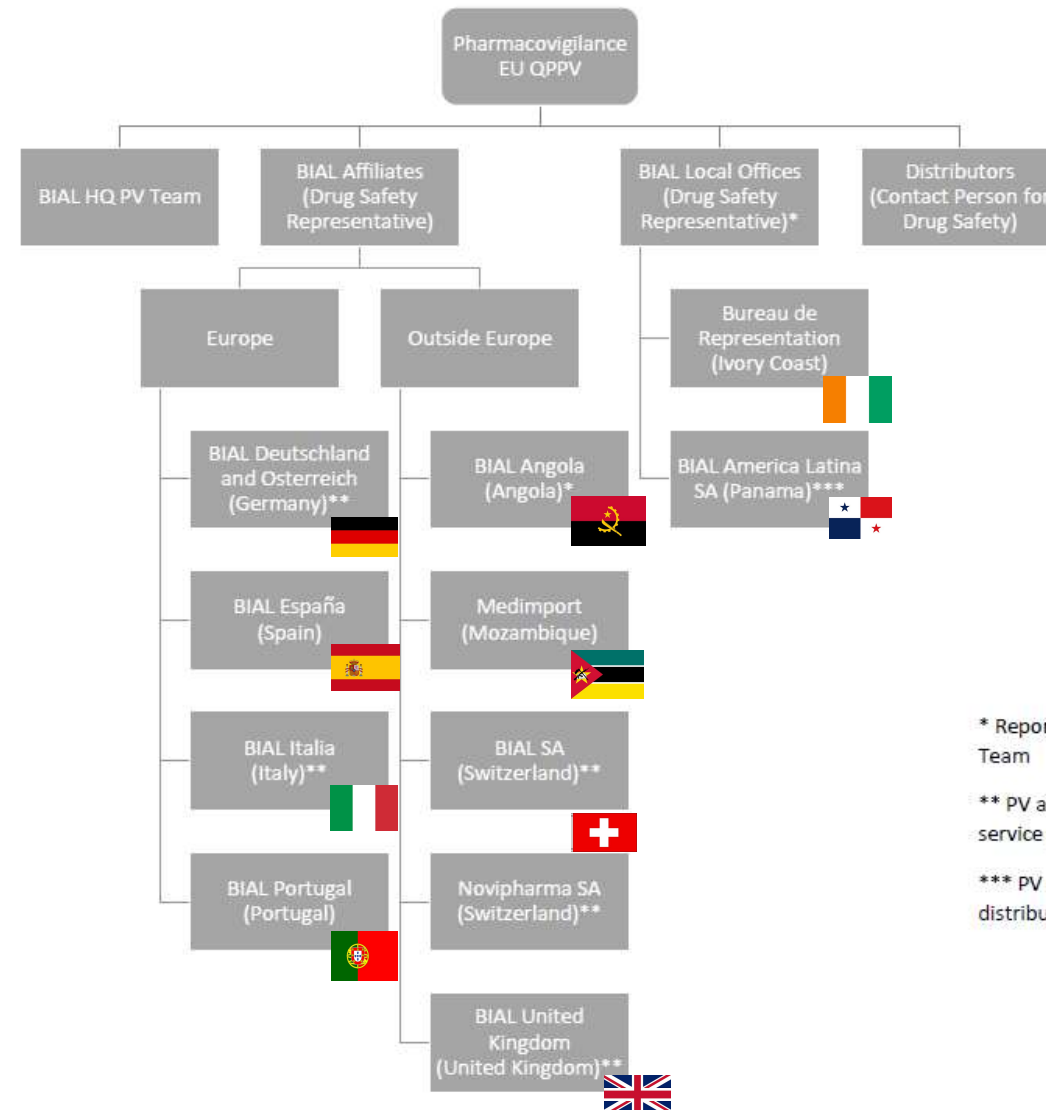 Pharmacovigilance
EU QPPV
BIAL HQ PV Team
BIAL Affiliates
(Drug Safety
Representative)
BIAL Local Offices
(Drug Safety
Representative)*
Distributors
(Contact Person for
Drug Safety)
Europe
Outside Europe
Bureau de
Representation
(Ivory Coast)
BIAL America Latina
SA (Panama)***
BIAL Deutschland
and Osterreich
(Germany)**
BIAL España
(Spain)
BIAL Italia
(Italy)**
BIAL Portugal
(Portugal)
BIAL Angola
(Angola)*
Medimport
(Mozambique)
BIAL SA
(Switzerland)**
Novipharma SA
(Switzerland)**
BIAL United
Kingdom
(United Kingdom)**
*
Team
** PV
service
*** PV